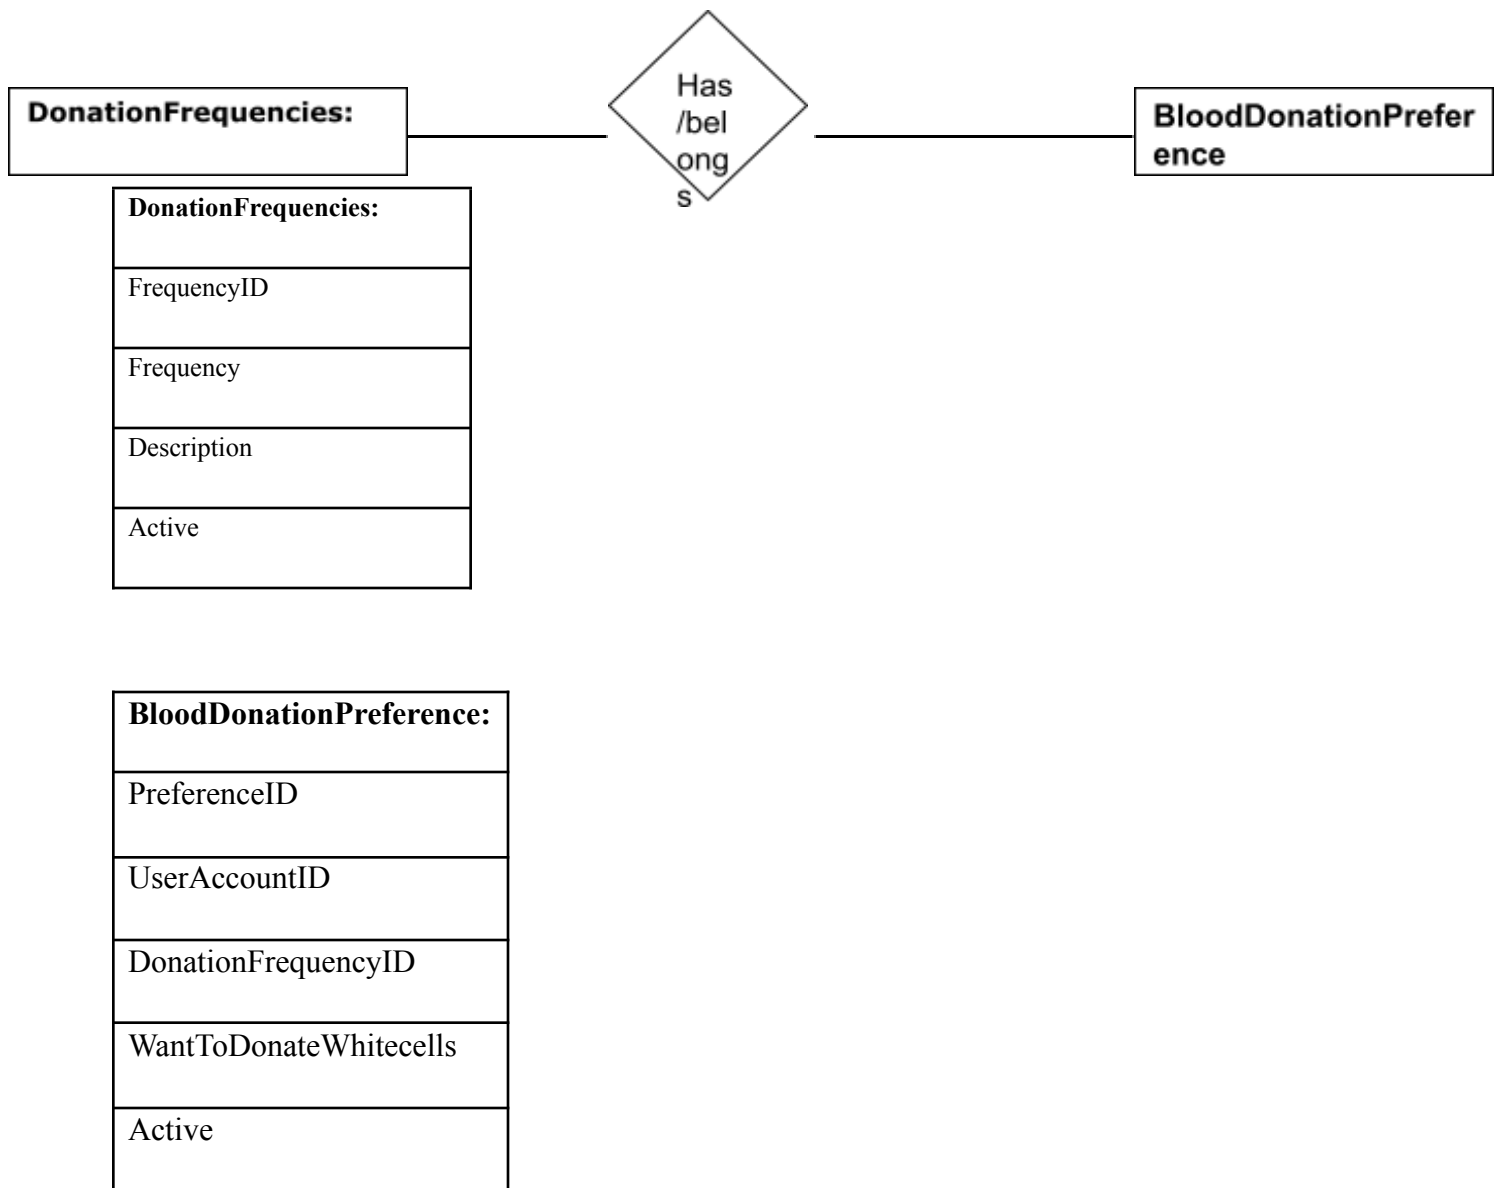 DonationFrequencies:
Has
/bel
ong
s
BloodDonationPrefer
ence
DonationFrequencies:
FrequencyID
Frequency
Description
Active
BloodDonationPreference:
PreferenceID
UserAccountID
DonationFrequencyID
WantToDonateWhitecells
Active